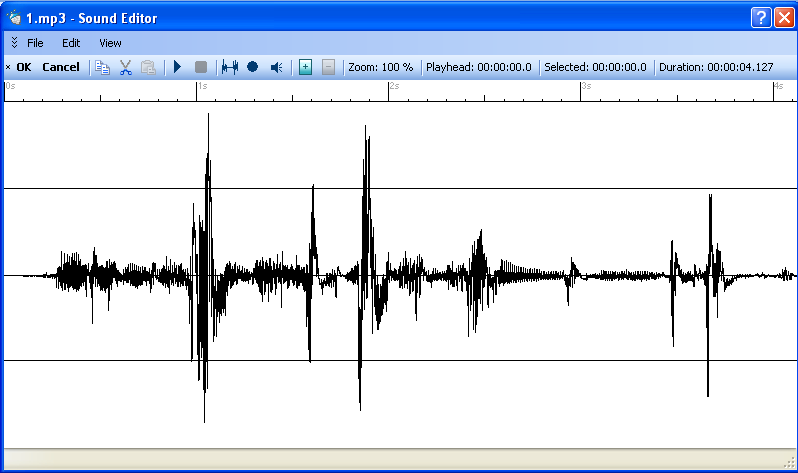 1.mp3 - Sound Editor
File Edit View
× OK Cancel Zoom: 100 % Playhead: 00:00:00.0 Selected: 00:00:00.0 Duration: 00:00:04.127
0s 1s 2s 3s 4s